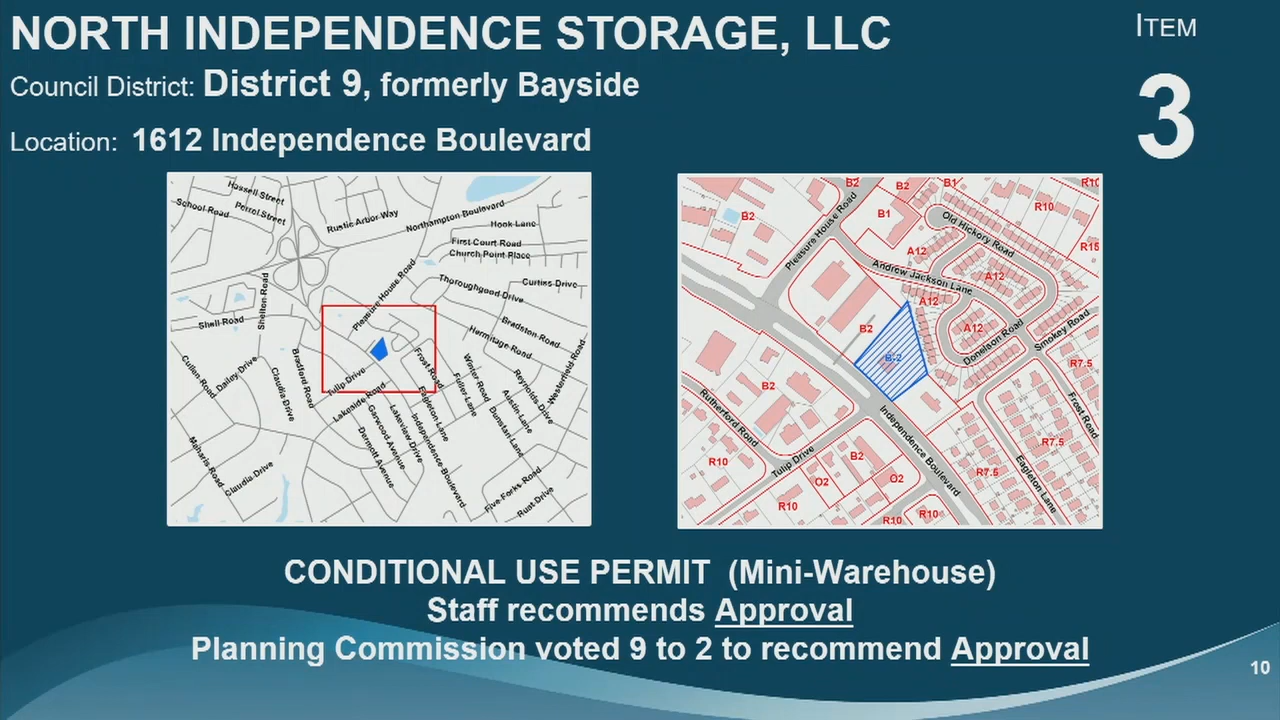 NORTH INDEPENDENCE STORAGE, LLC
ITEM
3
Council District: District 9, formerly Bayside
Location: 1612 Independence Boulevard
Hassell Street
School Road
Perrel Street
Rustic Arbor Way
Northampton Boulevard
Hook Lane
First Court Road
Church Point Place
Shelton Road
Pleasure House Road
Thoroughgood Drive
Curtiss Drive
Shell Road
Bradston Road
Hermitage Road
Cullen Road
Dailey Drive
Claudia Drive
Bradford Road
Tulip Drive
Frost Road
Westerfield Road
Lakeside Road
Eagleton Lane
Fuller Lane
Reynolds Drive
Austin Lane
Dunstan Lane
Garwood Avenue
Lakeview Drive
Independence Boulevard
Dermott Avenue
Maharis Road
Claudia Drive
Five Forks Road
Rust Drive
B2
B2
B1
R10
B2
B1
R10
Old Hickory Road
Pleasure House Road
A12
R15
Andrew Jackson Lane
A12
A12
B2
A12
Donelson Road
Smokey Road
B-2
R7.5
B2
Rutherford Road
Independence Boulevard
Frost Road
Tulip Drive
B2
R7.5
R10
O2
O2
R7.5
Eagleton Lane
R10
R10
R10
CONDITIONAL USE PERMIT (Mini-Warehouse)
Staff recommends Approval
Planning Commission voted 9 to 2 to recommend Approval
10